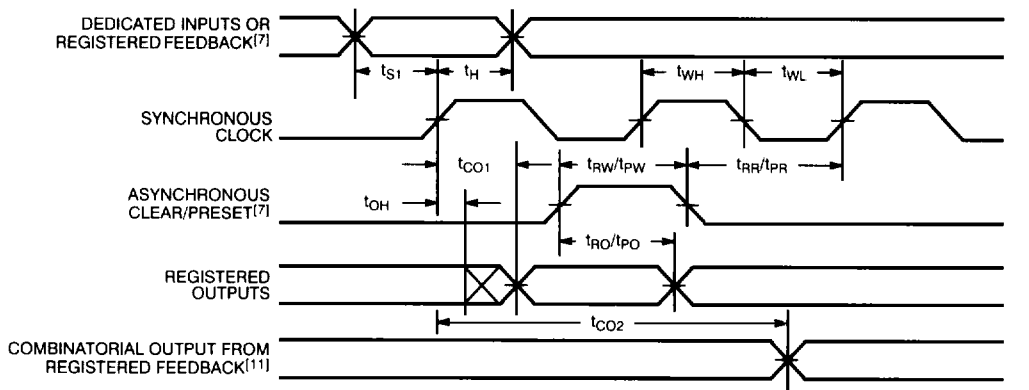 DEDICATED INPUTS OR
REGISTERED FEEDBACK[7]
tS1
tH
tWH
tWL
SYNCHRONOUS
CLOCK
tCO1
tRW/tPW
tRR/tPR
ASYNCHRONOUS
CLEAR/PRESET[7]
tOH
tRO/tPO
REGISTERED
OUTPUTS
tCO2
COMBINATORIAL OUTPUT FROM
REGISTERED FEEDBACK[11]